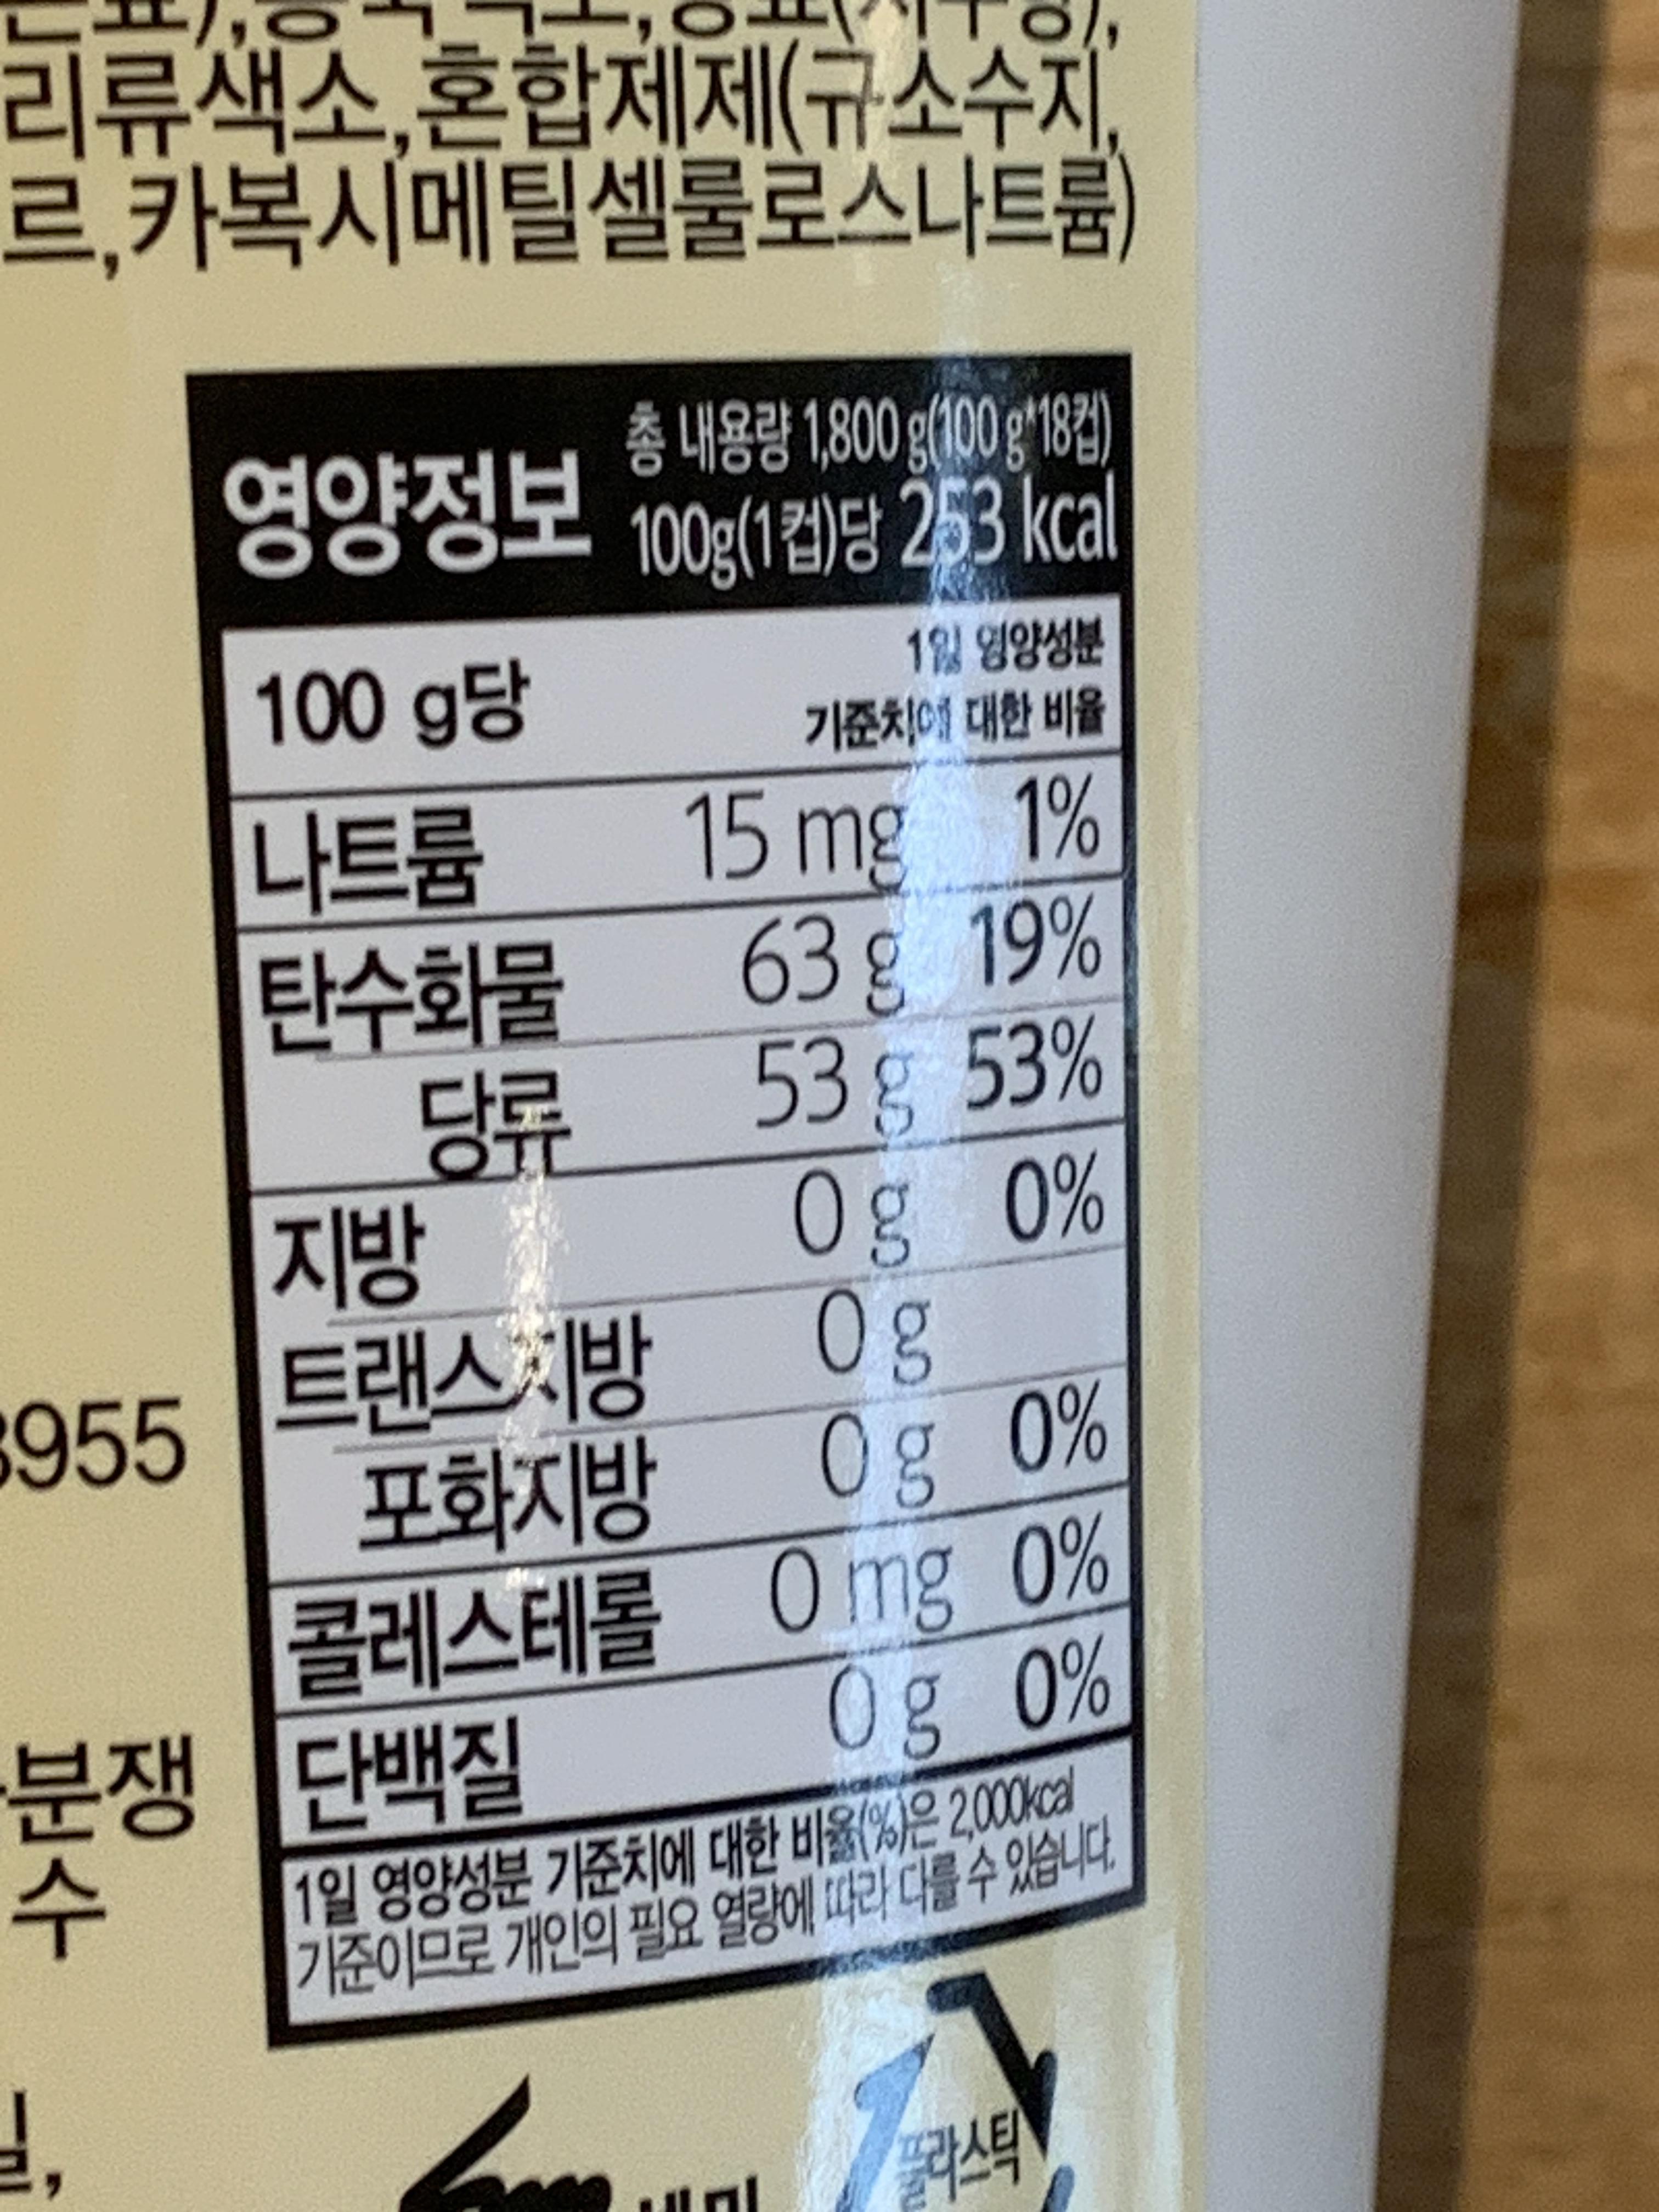 리류색소,혼합제제(규소수지,
르,카복시메틸셀룰로스나트륨)
영양정보
총 내용량 1,800 g(100 g*18컵)
100g(1컵)당 253 kcal
100 g당
1일 영양성분
기준치에 대한 비율
나트륨 15 mg 1%
탄수화물 63 g 19%
당류 53 g 53%
지방 0 g 0%
트랜스지방 0 g
포화지방 0 g 0%
콜레스테롤 0 mg 0%
단백질 0 g 0%
1일 영양성분 기준치에 대한 비율(%)은 2,000kcal
기준이므로 개인의 필요 열량에 따라 다를 수 있습니다.
955
분쟁
수
플라스틱